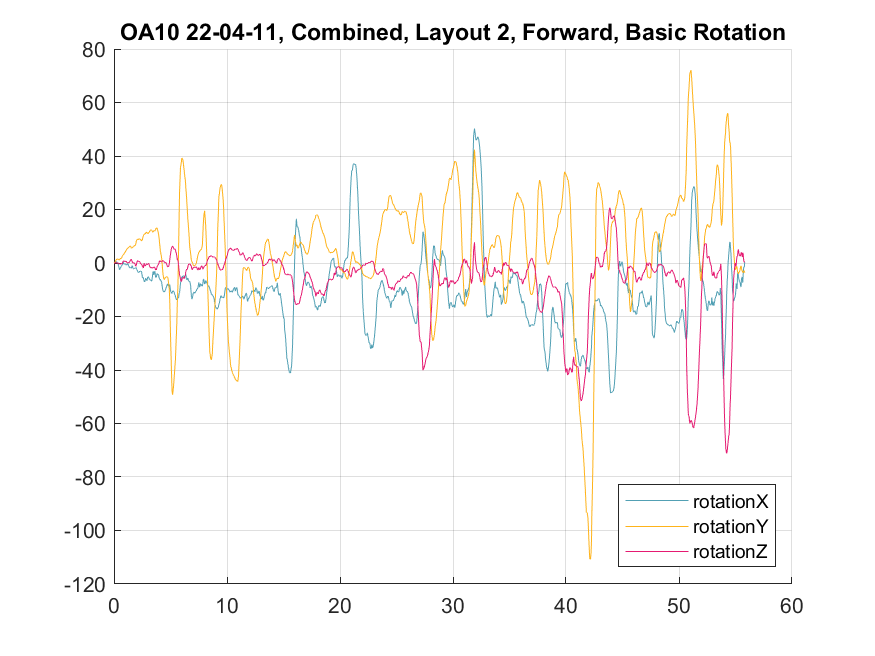 OA10 22-04-11, Combined, Layout 2, Forward, Basic Rotation
80
60
40
20
0
-20
-40
-60
-80
-100
-120
0 10 20 30 40 50 60
rotationX
rotationY
rotationZ